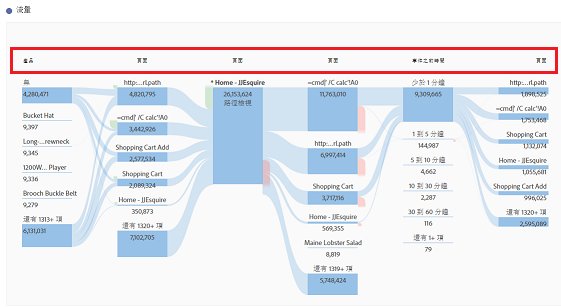 流量
產品 頁面 頁面 頁面 事件之前時間 頁面
無
4,280,471
Bucket Hat
9,397
Long-...rewneck
9,345
1200W... Player
9,336
Brooch Buckle Belt
9,279
還有 1313+ 項
6,131,031
http:...rl.path
4,820,795
=cmd|' /C calc'!A0
3,442,926
Shopping Cart Add
2,577,534
Shopping Cart
2,089,324
Home - JJEsquire
350,873
還有 1320+ 項
7,102,705
* Home - JJEsquire
26,153,624
路徑檢視
=cmd|' /C calc'!A0
11,763,010
http:...rl.path
6,997,414
Shopping Cart
3,717,116
Home - JJEsquire
569,355
Maine Lobster Salad
8,819
還有 1319+ 項
5,748,424
少於 1 分鐘
9,309,665
1 到 5 分鐘
144,987
5 到 10 分鐘
4,662
10 到 30 分鐘
2,287
30 到 60 分鐘
116
還有 1+ 項
79
http:...rl.path
1,898,525
=cmd|' /C calc'!A0
1,753,468
Shopping Cart
1,132,074
Home - JJEsquire
1,055,681
Shopping Cart Add
996,025
還有 1320+ 項
2,595,089